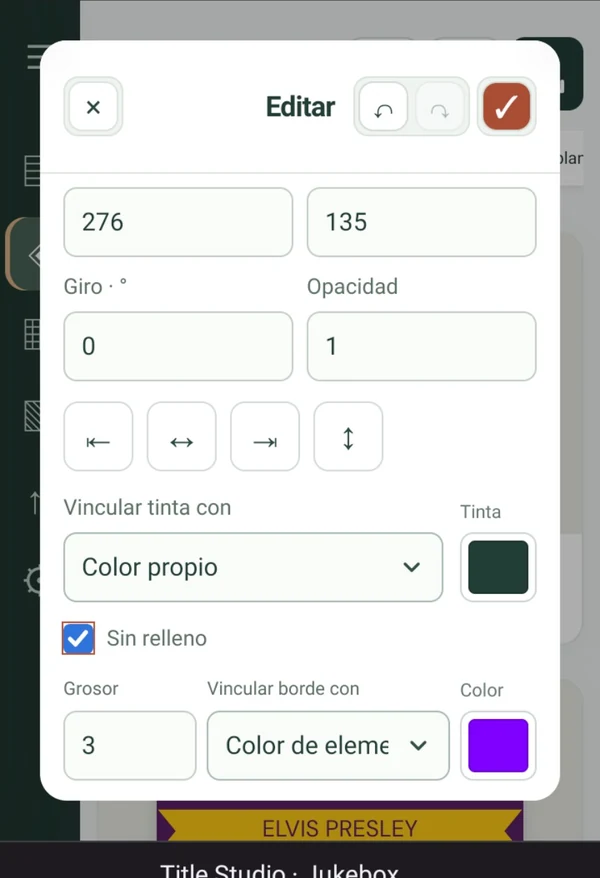 Editar
olar
276
135
Giro · °
Opacidad
0
1
Vincular tinta con
Tinta
Color propio
Sin relleno
Grosor
Vincular borde con
Color
3
Color de eleme
ELVIS PRESLEY
Title Studio · Jukebox